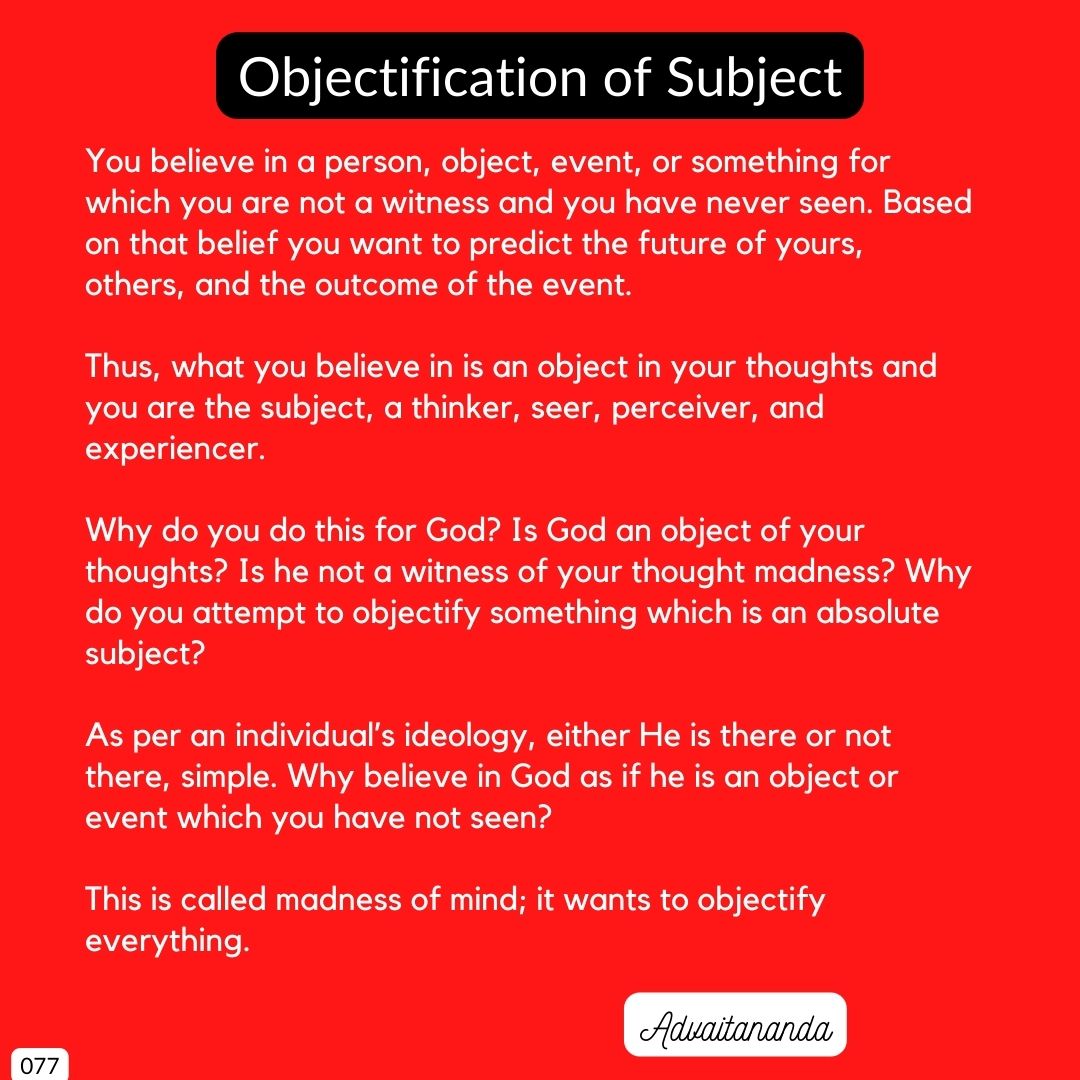 Objectification of Subject
You believe in a person, object, event, or something for
which you are not a witness and you have never seen. Based
on that belief you want to predict the future of yours,
others, and the outcome of the event.
Thus, what you believe in is an object in your thoughts and
you are the subject, a thinker, seer, perceiver, and
experiencer.
Why do you do this for God? Is God an object of your
thoughts? Is he not a witness of your thought madness? Why
do you attempt to objectify something which is an absolute
subject?
As per an individual’s ideology, either He is there or not
there, simple. Why believe in God as if he is an object or
event which you have not seen?
This is called madness of mind; it wants to objectify
everything.
Advaitananda
077